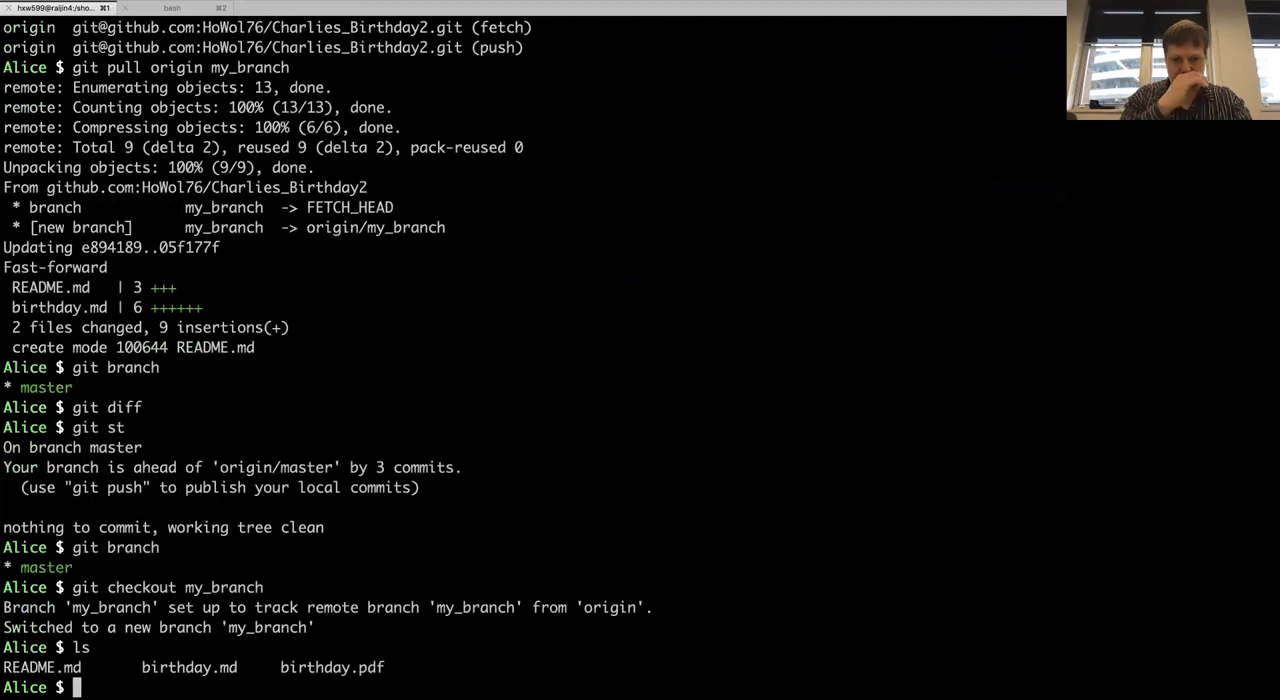 hxw599@raijin4:/sho... ⌘1 bash ⌘2
origin git@github.com:HoWol76/Charlies_Birthday2.git (fetch)
origin git@github.com:HoWol76/Charlies_Birthday2.git (push)
Alice $ git pull origin my_branch
remote: Enumerating objects: 13, done.
remote: Counting objects: 100% (13/13), done.
remote: Compressing objects: 100% (6/6), done.
remote: Total 9 (delta 2), reused 9 (delta 2), pack-reused 0
Unpacking objects: 100% (9/9), done.
From github.com:HoWol76/Charlies_Birthday2
* branch my_branch -> FETCH_HEAD
* [new branch] my_branch -> origin/my_branch
Updating e894189..05f177f
Fast-forward
README.md | 3 +++
birthday.md | 6 ++++++
2 files changed, 9 insertions(+)
create mode 100644 README.md
Alice $ git branch
* master
Alice $ git diff
Alice $ git st
On branch master
Your branch is ahead of 'origin/master' by 3 commits.
(use "git push" to publish your local commits)
nothing to commit, working tree clean
Alice $ git branch
* master
Alice $ git checkout my_branch
Branch 'my_branch' set up to track remote branch 'my_branch' from 'origin'.
Switched to a new branch 'my_branch'
Alice $ ls
README.md birthday.md birthday.pdf
Alice $